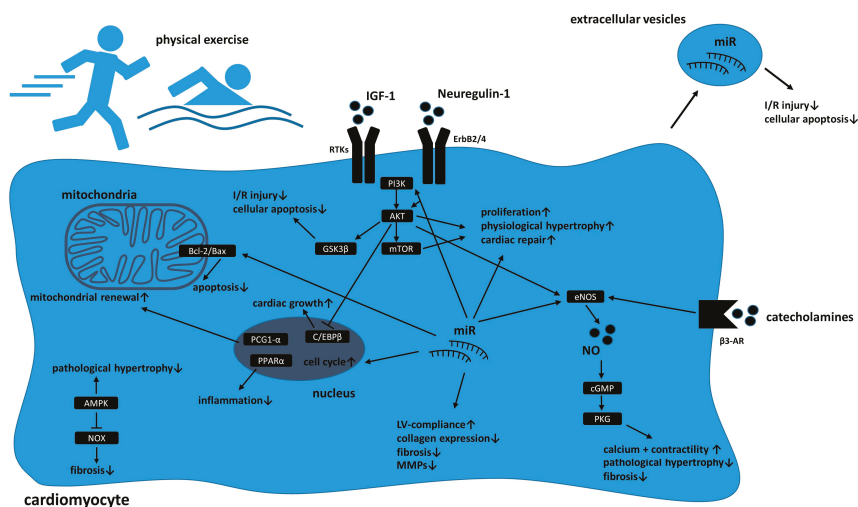 physical exercise
extracellular vesicles
miR
I/R injury↓
cellular apoptosis↓
IGF-1
Neuregulin-1
RTKs
ErbB2/4
PI3K
AKT
mTOR
GSK3β
I/R injury↓
cellular apoptosis↓
proliferation↑
physiological hypertrophy↑
cardiac repair↑
mitochondria
Bcl-2/Bax
apoptosis↓
mitochondrial renewal↑
cardiac growth↑
C/EBPβ
PCG1-α
PPARα
cell cycle↑
nucleus
inflammation↓
miR
eNOS
NO
cGMP
PKG
catecholamines
β3-AR
pathological hypertrophy↓
AMPK
NOX
fibrosis↓
LV-compliance↑
collagen expression↓
fibrosis↓
MMPs↓
calcium + contractility ↑
pathological hypertrophy↓
fibrosis↓
cardiomyocyte